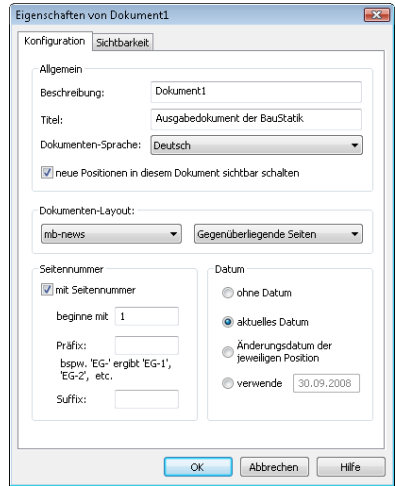 Eigenschaften von Dokument1
Konfiguration Sichtbarkeit
Allgemein
Beschreibung: Dokument1
Titel: Ausgabedokument der BauStatik
Dokumenten-Sprache: Deutsch
neue Positionen in diesem Dokument sichtbar schalten
Dokumenten-Layout:
mb-news Gegenüberliegende Seiten
Seitennummer
mit Seitennummer
beginne mit 1
Präfix:
bspw. 'EG-' ergibt 'EG-1',
'EG-2', etc.
Suffix:
Datum
ohne Datum
aktuelles Datum
Änderungsdatum der
jeweiligen Position
verwende 30.09.2008
OK Abbrechen Hilfe